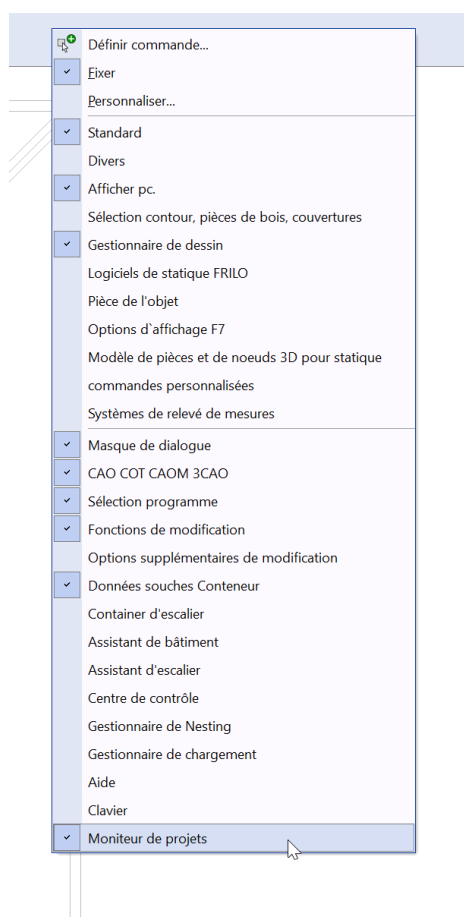 Définir commande...
Fixer
Personnaliser...
Standard
Divers
Afficher pc.
Sélection contour, pièces de bois, couvertures
Gestionnaire de dessin
Logiciels de statique FRILO
Pièce de l'objet
Options d`affichage F7
Modèle de pièces et de noeuds 3D pour statique
commandes personnalisées
Systèmes de relevé de mesures
Masque de dialogue
CAO COT CAOM 3CAO
Sélection programme
Fonctions de modification
Options supplémentaires de modification
Données souches Conteneur
Container d'escalier
Assistant de bâtiment
Assistant d'escalier
Centre de contrôle
Gestionnaire de Nesting
Gestionnaire de chargement
Aide
Clavier
Moniteur de projets